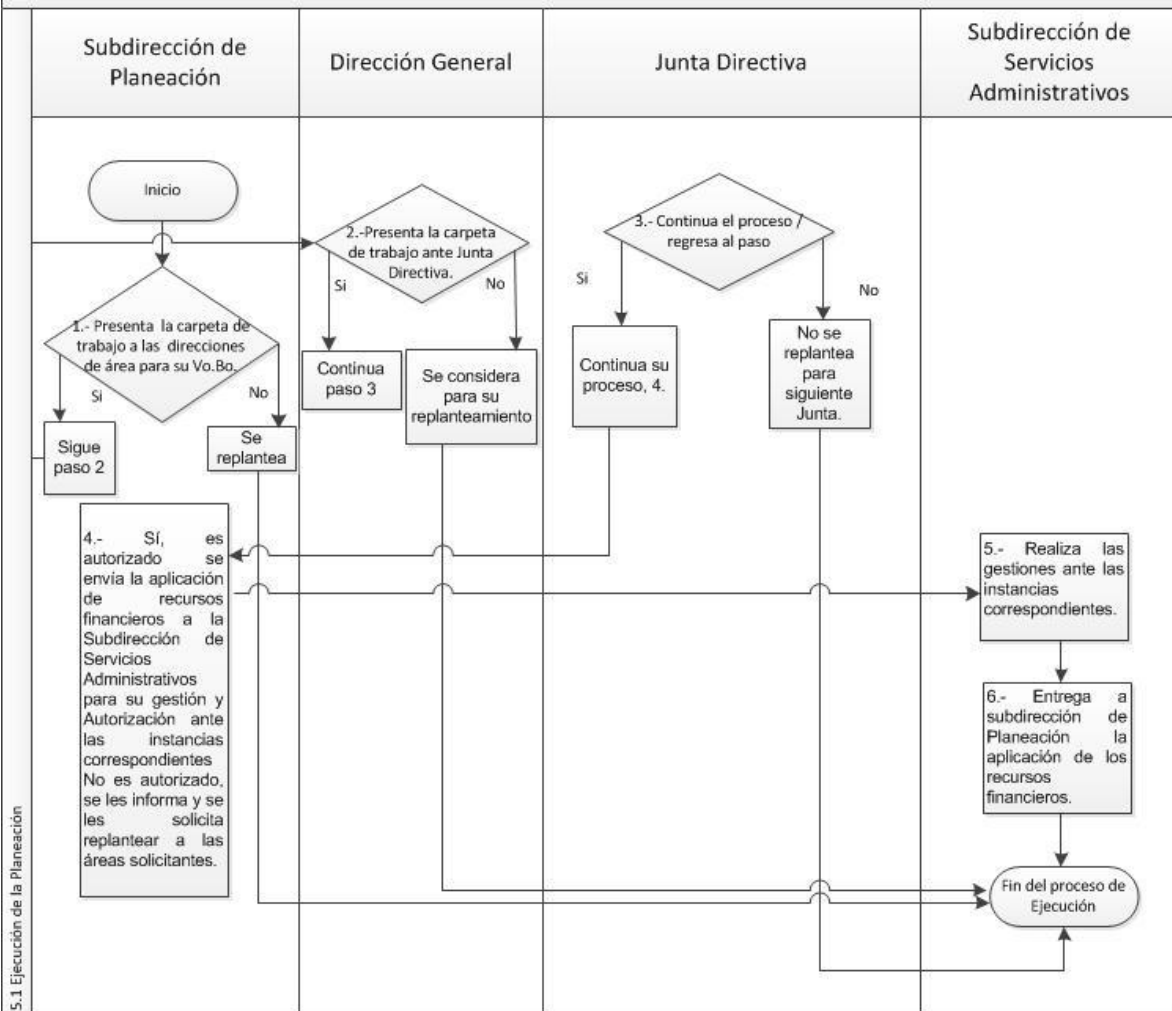 Subdirección de
Planeación
Dirección General
Junta Directiva
Subdirección de
Servicios
Administrativos
5.1 Ejecución de la Planeación
Inicio
1.- Presenta la carpeta de
trabajo a las direcciones
de área para su Vo.Bo.
Si
No
Sigue
paso 2
Se
replantea
2.-Presenta la carpeta
de trabajo ante Junta
Directiva.
Si
No
Continua
paso 3
Se considera
para su
replanteamiento
3.- Continua el proceso /
regresa al paso
Si
No
Continua su
proceso, 4.
No se
replantea
para
siguiente
Junta.
4.- Sí, es
autorizado se
envía la aplicación
de recursos
financieros a la
Subdirección de
Servicios
Administrativos
para su gestión y
Autorización ante
las instancias
correspondientes
No es autorizado,
se les informa y se
les solicita
replantear a las
áreas solicitantes.
5.- Realiza las
gestiones ante las
instancias
correspondientes.
6.- Entrega a
subdirección de
Planeación la
aplicación de los
recursos
financieros.
Fin del proceso de
Ejecución